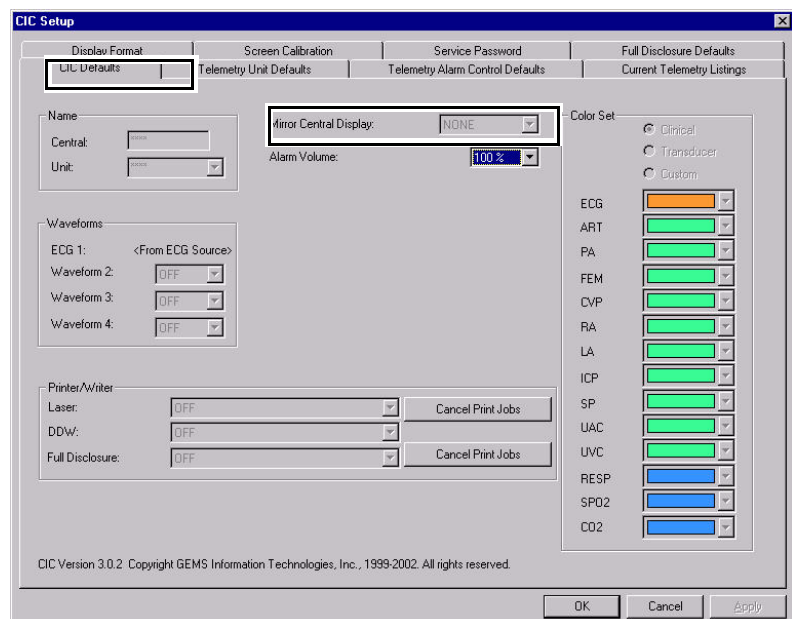 CIC Setup
Display Format
Screen Calibration
Service Password
Full Disclosure Defaults
CIC Defaults
Telemetry Unit Defaults
Telemetry Alarm Control Defaults
Current Telemetry Listings
Name
Central:
****
Unit:
Mirror Central Display:
NONE
Alarm Volume:
100 %
Color Set
Clinical
Transducer
Custom
Waveforms
ECG 1: <From ECG Source>
Waveform 2: OFF
Waveform 3: OFF
Waveform 4: OFF
ECG
ART
PA
FEM
CVP
RA
LA
ICP
SP
UAC
UVC
RESP
SPO2
CO2
Printer/Writer
Laser: OFF
Cancel Print Jobs
DDW: OFF
Full Disclosure: OFF
Cancel Print Jobs
CIC Version 3.0.2 Copyright GEMS Information Technologies, Inc., 1999-2002. All rights reserved.
OK
Cancel
Apply